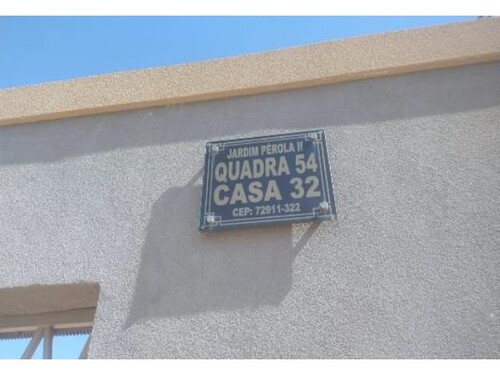 JARDIM PÉROLA II
QUADRA 54
CASA 32
CEP: 72911-322